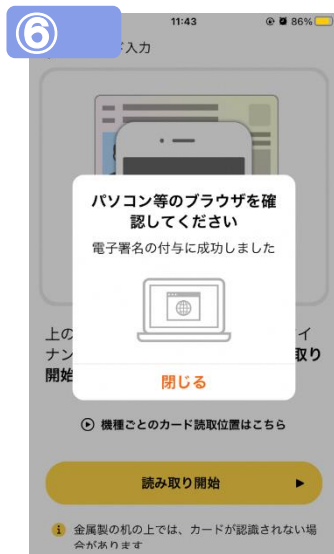 ⑥
11:43
86%
ド入力
パソコン等のブラウザを確
認してください
電子署名の付与に成功しました
閉じる
上の
イ
ナン
取り
開始
機種ごとのカード読取位置はこちら
読み取り開始
金属製の机の上では、カードが認識されない場
合があります